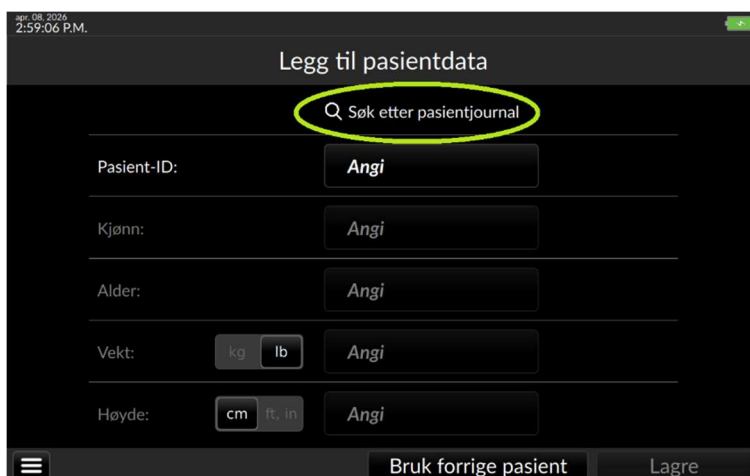 apr. 08, 2026
2:59:06 P.M.
Legg til pasientdata
Søk etter pasientjournal
Pasient-ID: Angi
Kjønn: Angi
Alder: Angi
Vekt: kg lb Angi
Høyde: cm ft, in Angi
Bruk forrige pasient Lagre